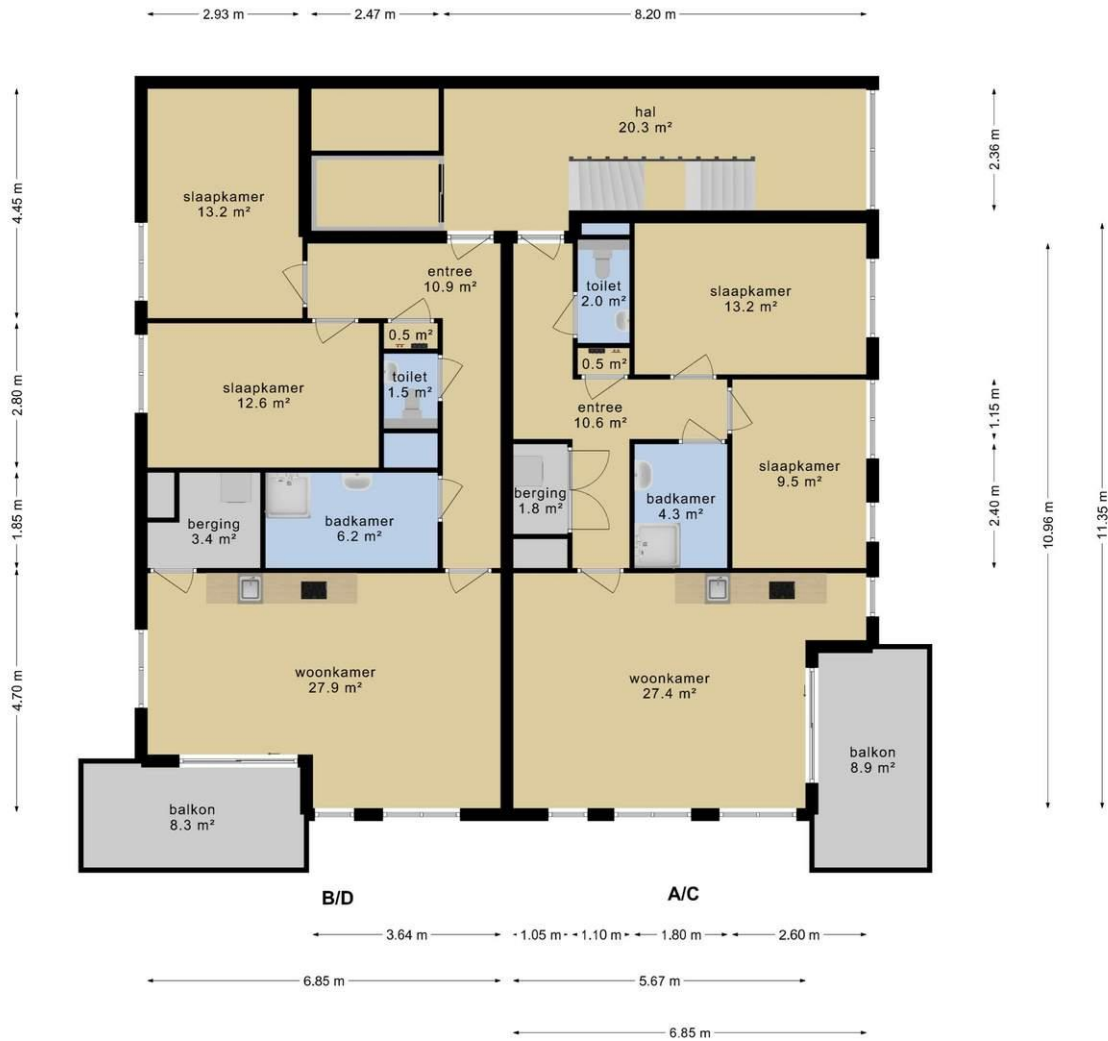 2.93 m
2.47 m
8.20 m
hal
20.3 m²
2.36 m
4.45 m
slaapkamer
13.2 m²
entree
10.9 m²
toilet
2.0 m²
slaapkamer
13.2 m²
0.5 m²
0.5 m²
2.80 m
slaapkamer
12.6 m²
toilet
1.5 m²
entree
10.6 m²
1.15 m
slaapkamer
9.5 m²
berging
1.8 m²
badkamer
4.3 m²
2.40 m
10.96 m
11.35 m
1.85 m
berging
3.4 m²
badkamer
6.2 m²
4.70 m
woonkamer
27.9 m²
woonkamer
27.4 m²
balkon
8.9 m²
balkon
8.3 m²
B/D
A/C
3.64 m
1.05 m
1.10 m
1.80 m
2.60 m
6.85 m
5.67 m
6.85 m